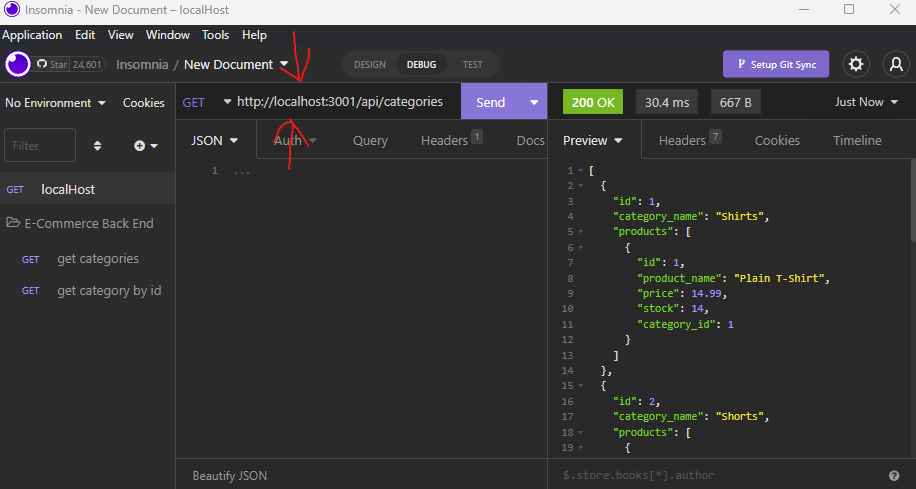 Insomnia - New Document – localHost
Application Edit View Window Tools Help
Star 24,601 Insomnia / New Document DESIGN DEBUG TEST Setup Git Sync
No Environment Cookies GET http://localhost:3001/api/categories Send 200 OK 30.4 ms 667 B Just Now
Filter JSON Auth Query Headers 1 Docs Preview Headers 7 Cookies Timeline
1 ...
GET localHost
E-Commerce Back End
GET get categories
GET get category by id
1 [
2 {
3 "id": 1,
4 "category_name": "Shirts",
5 "products": [
6 {
7 "id": 1,
8 "product_name": "Plain T-Shirt",
9 "price": 14.99,
10 "stock": 14,
11 "category_id": 1
12 }
13 ]
14 },
15 {
16 "id": 2,
17 "category_name": "Shorts",
18 "products": [
19 {
Beautify JSON $.store.books[*].author ?